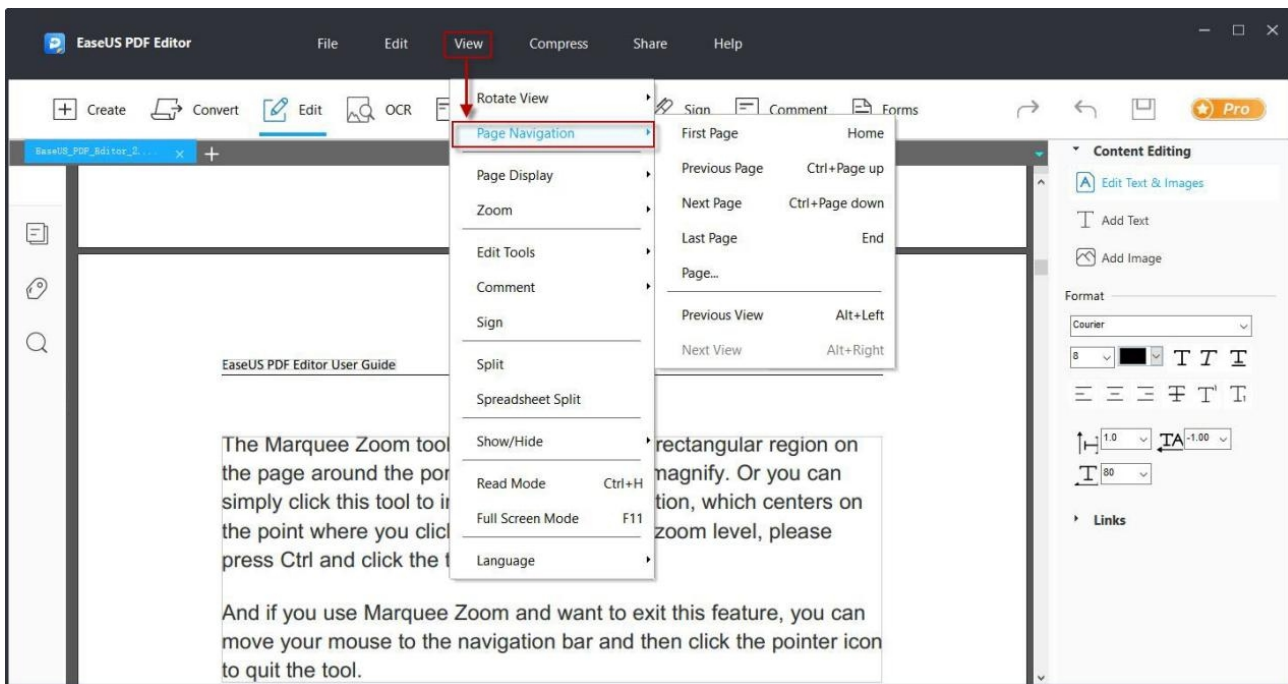 EaseUS PDF Editor
File Edit View Compress Share Help
Pro
Create Convert Edit OCR Sign Comment Forms
EaseUS_PDF_Editor_2....
Rotate View
Page Navigation
Page Display
Zoom
Edit Tools
Comment
Sign
Split
Spreadsheet Split
Show/Hide
Read Mode Ctrl+H
Full Screen Mode F11
Language
First Page Home
Previous Page Ctrl+Page up
Next Page Ctrl+Page down
Last Page End
Page...
Previous View Alt+Left
Next View Alt+Right
EaseUS PDF Editor User Guide
The Marquee Zoom tool rectangular region on
the page around the magnify. Or you can
simply click this tool to which centers on
the point where you zoom level, please
press Ctrl and click the
And if you use Marquee Zoom and want to exit this feature, you can
move your mouse to the navigation bar and then click the pointer icon
to quit the tool.
Content Editing
Edit Text & Images
Add Text
Add Image
Format
Courier
8
1.0 -1.00
80
Links